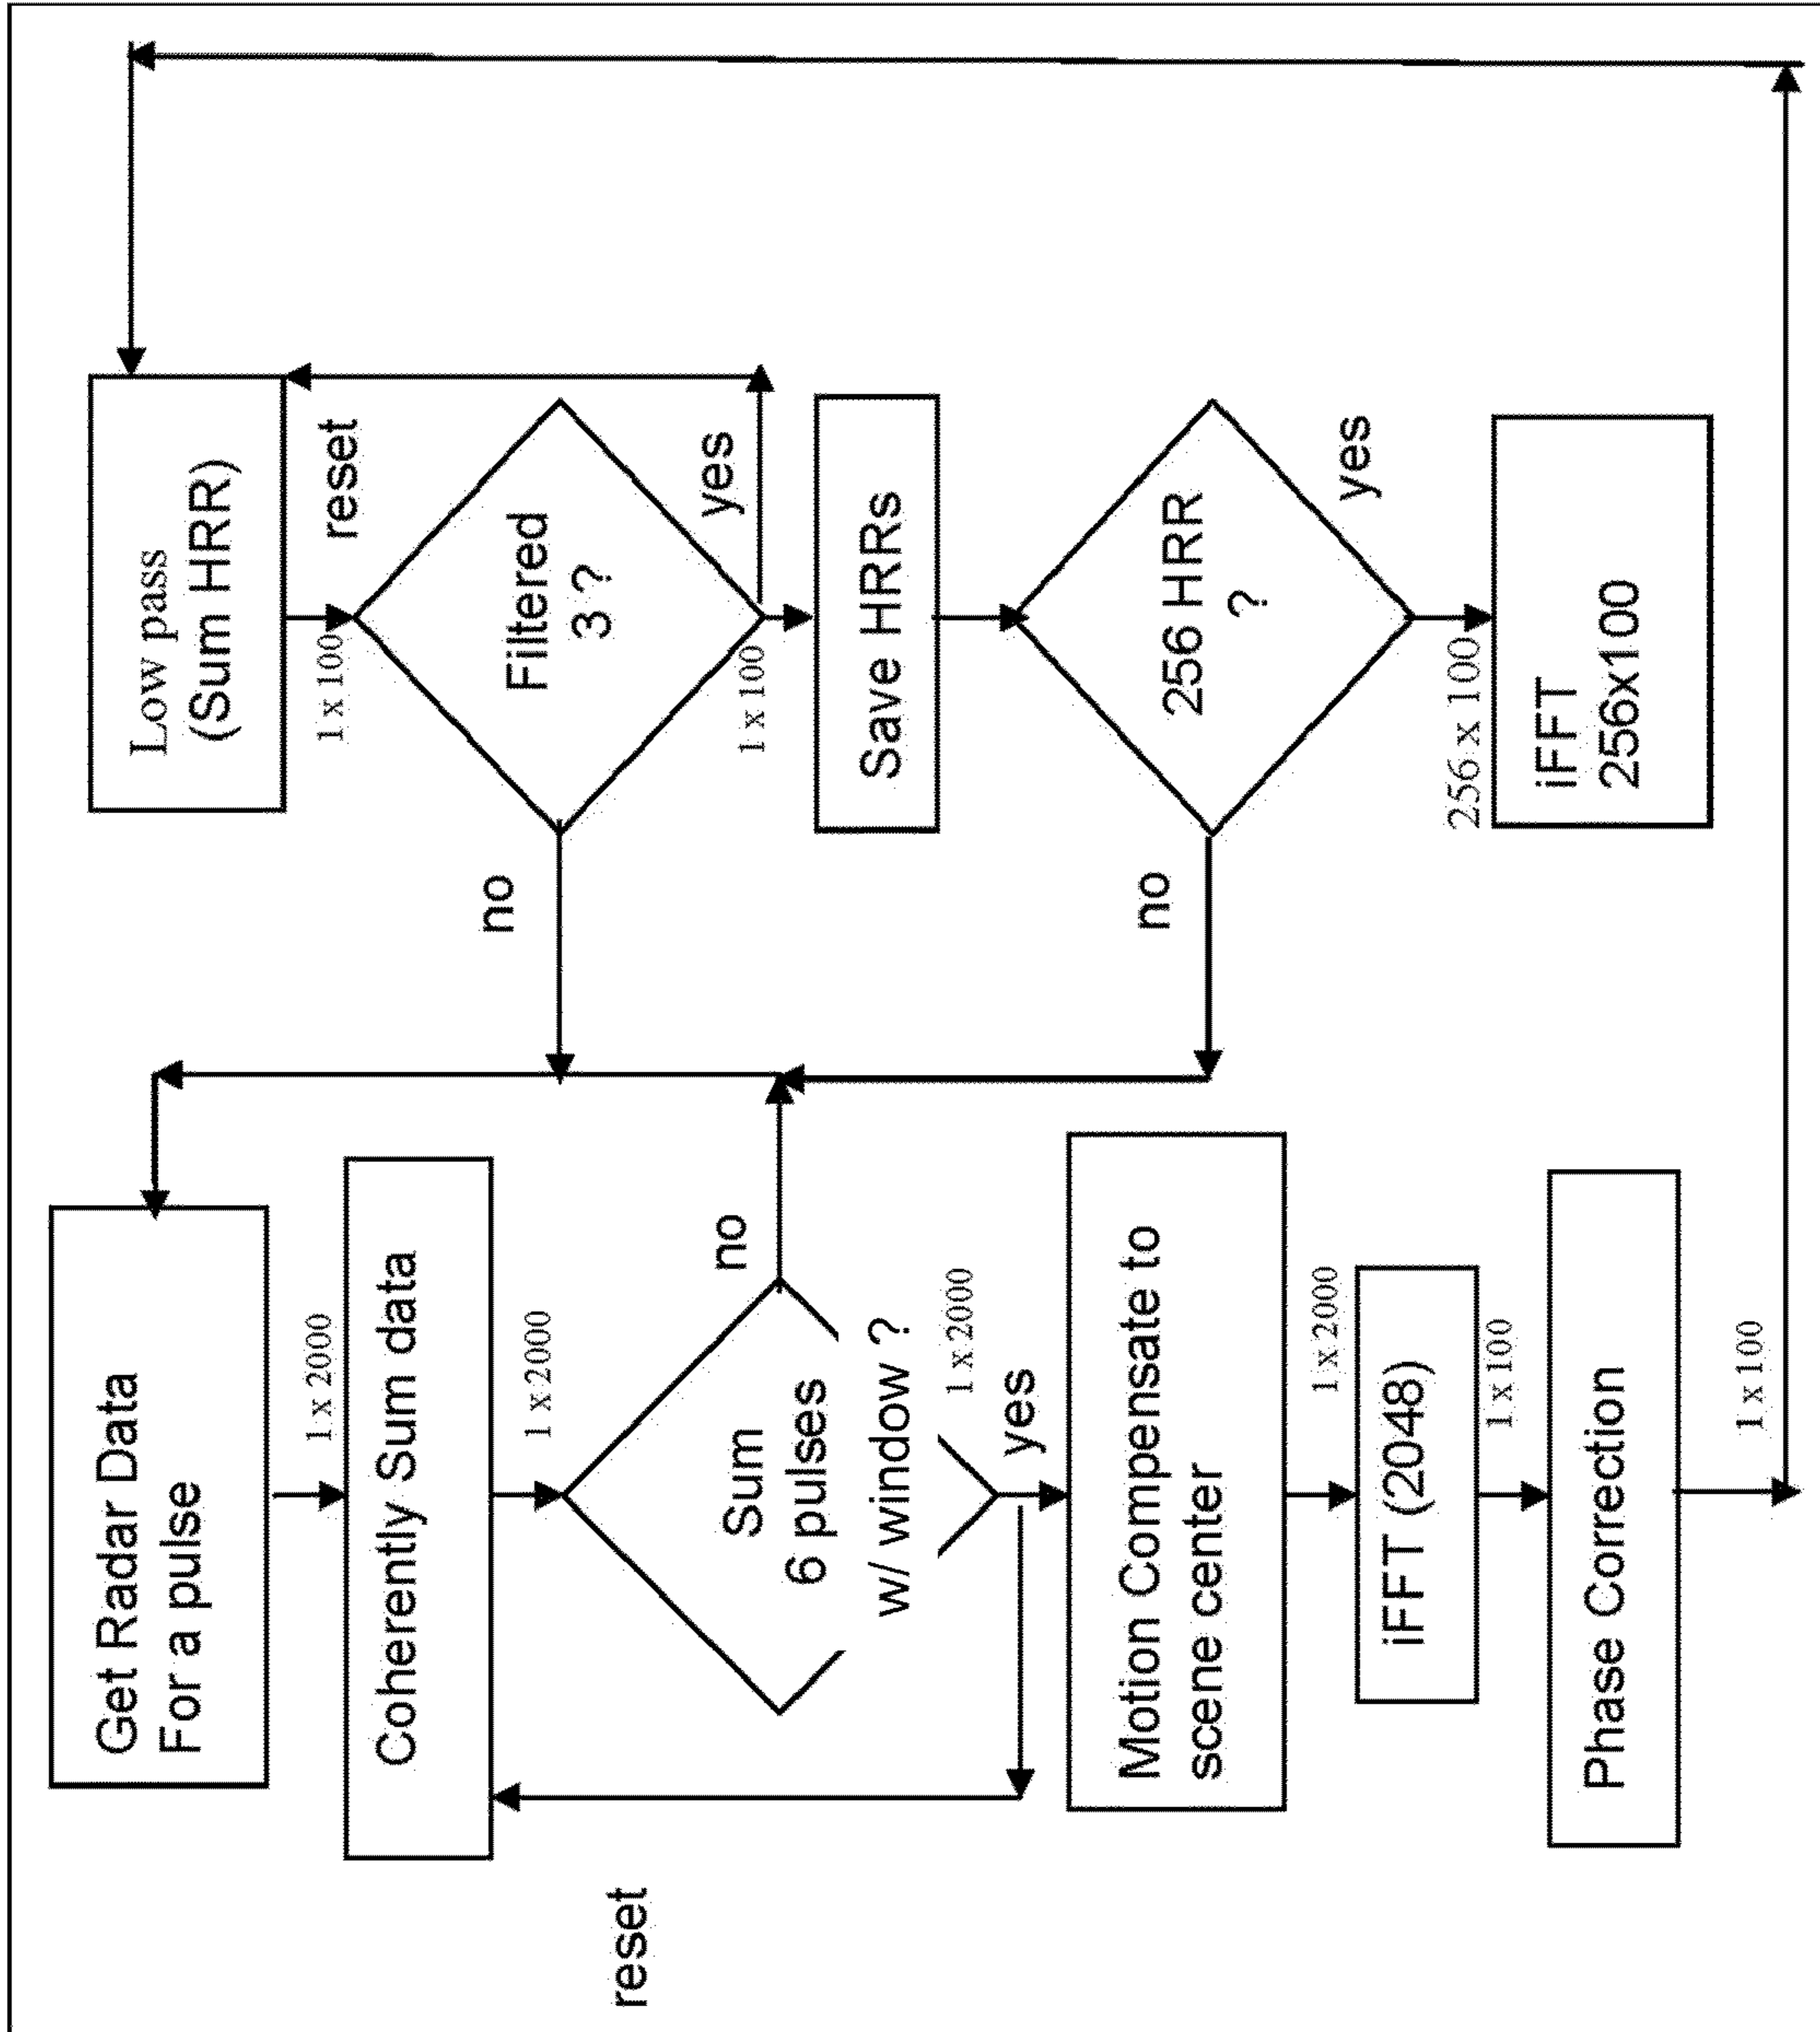 Get Radar Data
For a pulse
1 x 2000
Coherently Sum data
1 x 2000
Sum
6 pulses
w/ window ?
no
1 x 2000
yes
reset
Motion Compensate to
scene center
1 x 2000
iFFT (2048)
1 x 100
Phase Correction
1 x 100
Low pass
(Sum HRR)
1 x 100
reset
Filtered
3 ?
no
yes
1 x 100
Save HRRs
256 HRR
?
no
yes
256 x 100
iFFT
256x100